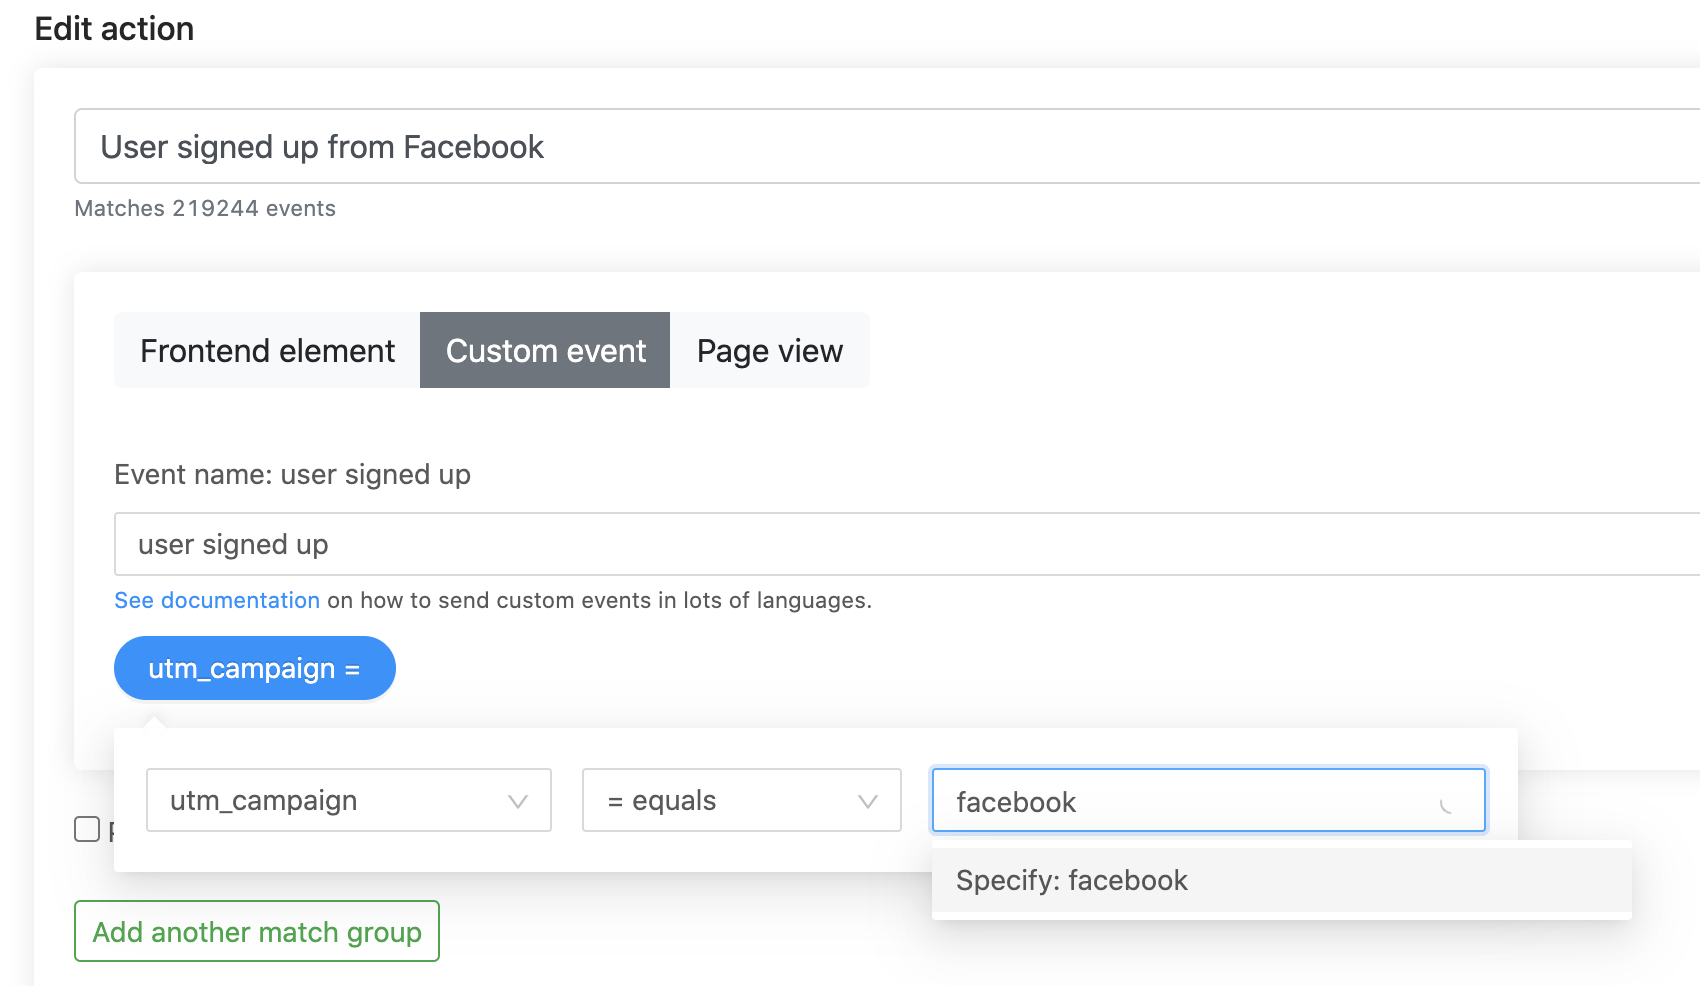 Edit action
User signed up from Facebook
Matches 219244 events
Frontend element Custom event Page view
Event name: user signed up
user signed up
See documentation on how to send custom events in lots of languages.
utm_campaign =
utm_campaign = equals facebook
Specify: facebook
Add another match group